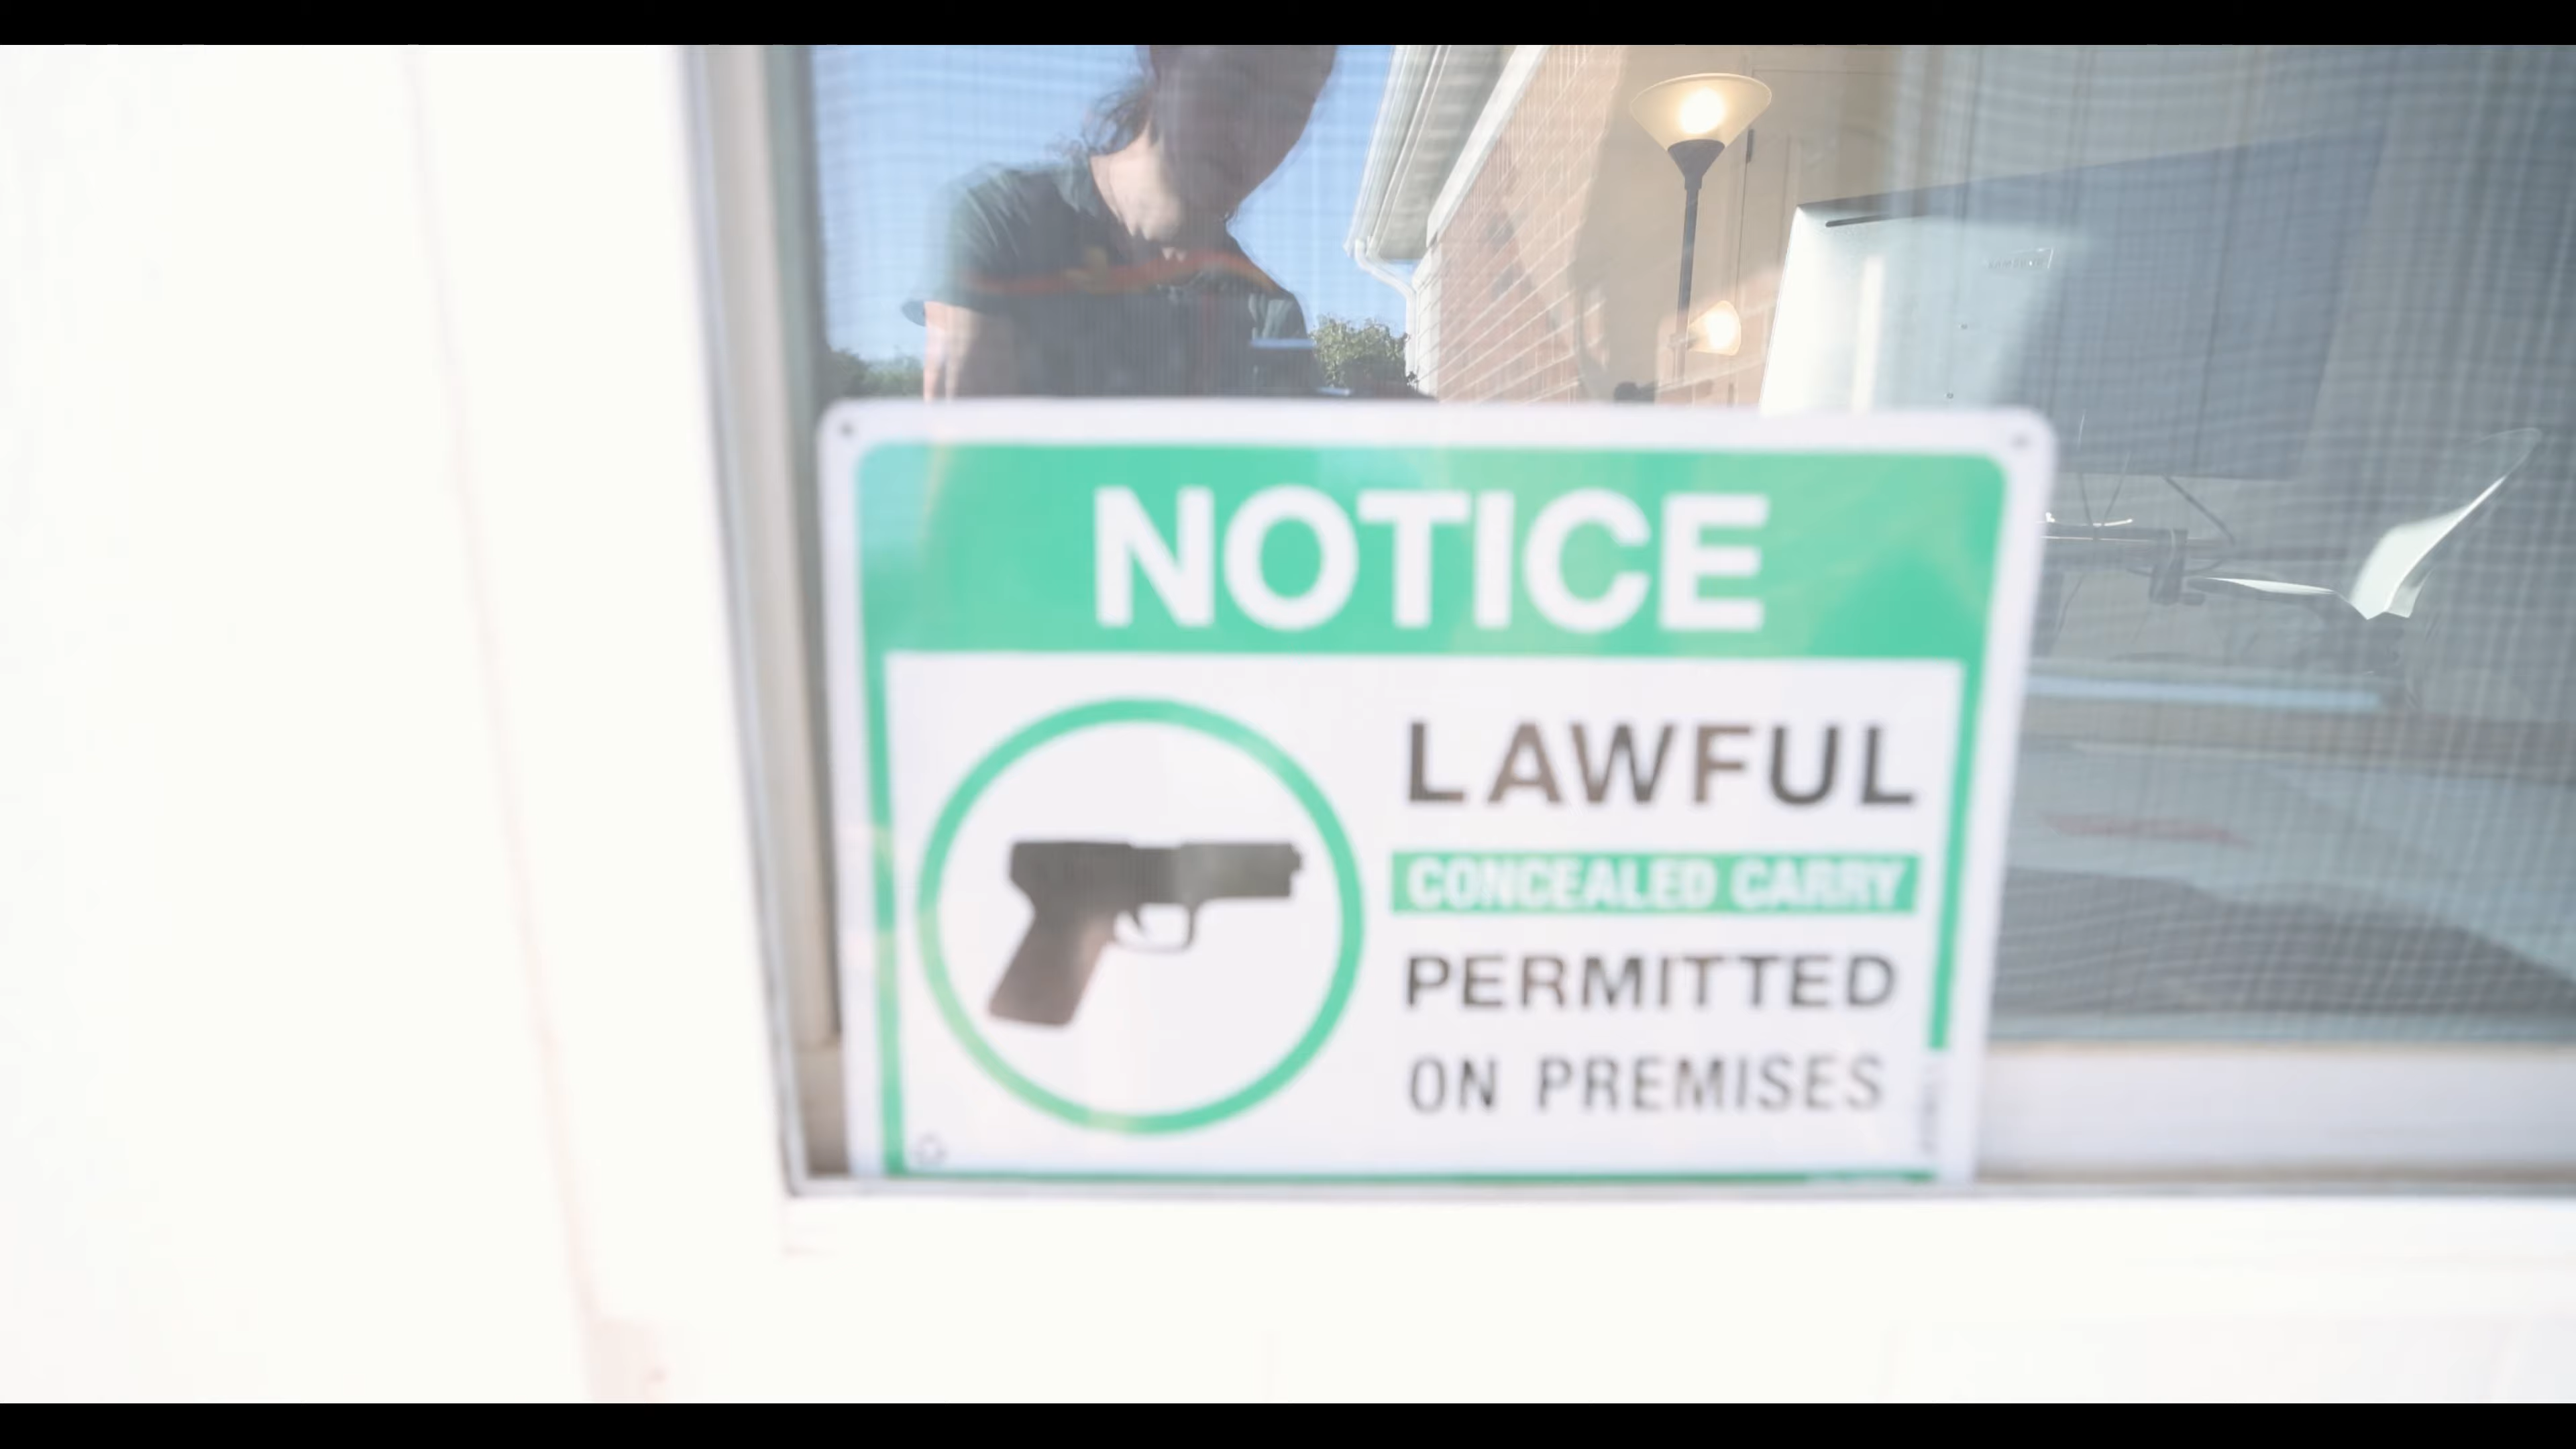 NOTICE
LAWFUL
CONCEALED CARRY
PERMITTED
ON PREMISES